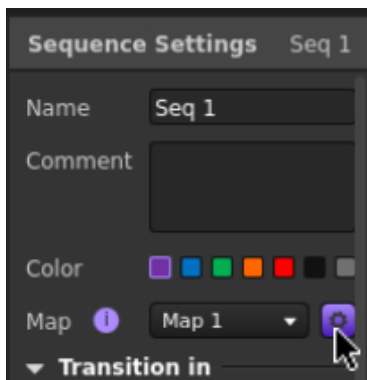 Sequence Settings Seq 1
Name Seq 1
Comment
Color
Map i Map 1
Transition in